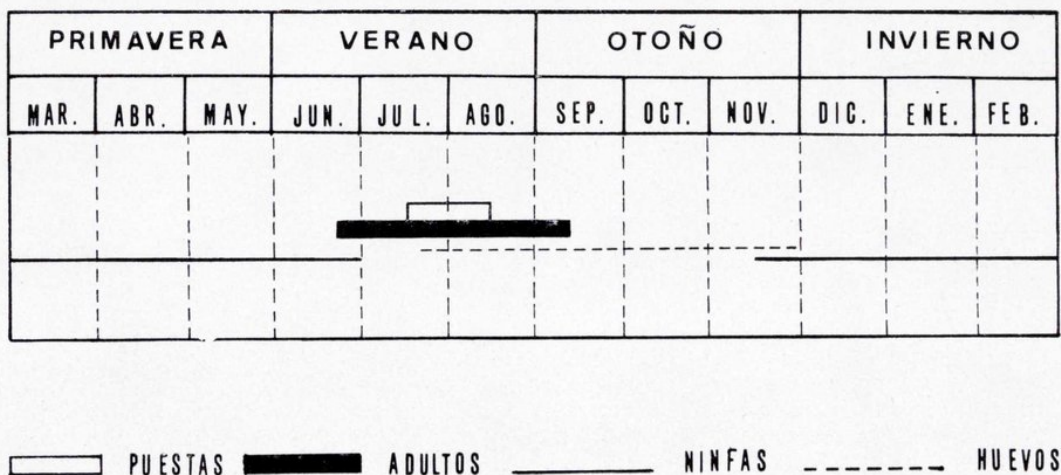 PRIMAVERA VERANO OTOÑO INVIERNO
MAR. ABR. MAY. JUN. JUL. AGO. SEP. OCT. NOV. DIC. ENE. FEB.
PUESTAS ADULTOS NINFAS HUEVOS